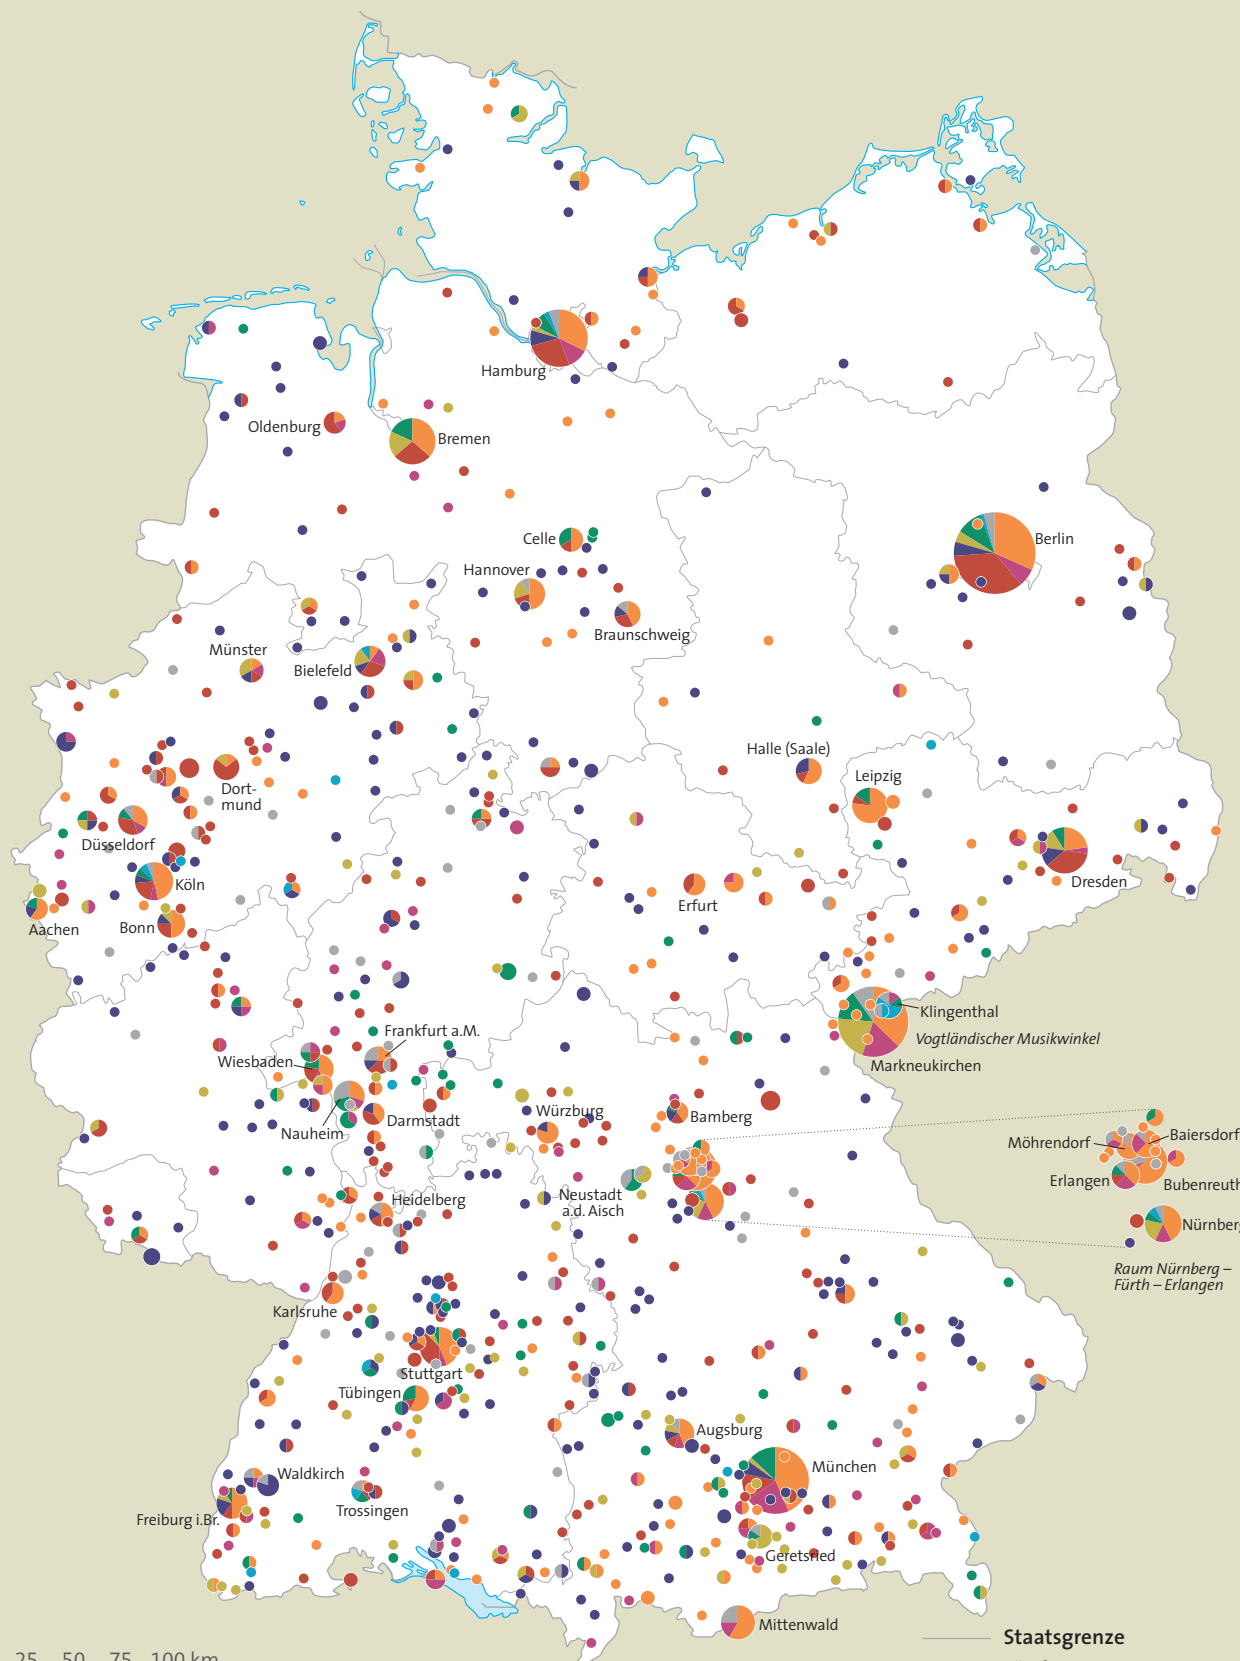 Hamburg
Oldenburg
Bremen
Celle
Berlin
Hannover
Braunschweig
Münster
Bielefeld
Halle (Saale)
Leipzig
Dort-
mund
Düsseldorf
Köln
Dresden
Erfurt
Aachen
Bonn
Klingenthal
Frankfurt a.M.
Vogtländischer Musikwinkel
Wiesbaden
Markneukirchen
Würzburg
Bamberg
Darmstadt
Nauheim
Möhrendorf
Baiersdorf
Erlangen
Bubenreuth
Heidelberg
Neustadt
a.d. Aisch
Nürnberg
Raum Nürnberg –
Fürth – Erlangen
Karlsruhe
Stuttgart
Tübingen
Augsburg
München
Waldkirch
Trossingen
Freiburg i.Br.
Geretsried
Mittenwald
Staatsgrenze
25 50 75 100 km